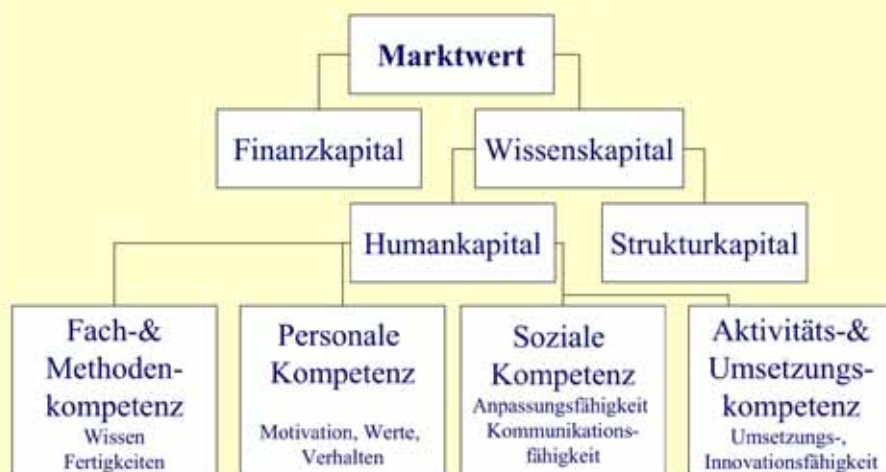 Marktwert
Finanzkapital
Wissenskapital
Humankapital
Strukturkapital
Fach-&
Methoden-
kompetenz
Wissen
Fertigkeiten
Personale
Kompetenz
Motivation, Werte,
Verhalten
Soziale
Kompetenz
Anpassungsfähigkeit
Kommunikations-
fähigkeit
Aktivitäts-&
Umsetzungs-
kompetenz
Umsetzungs-,
Innovationsfähigkeit